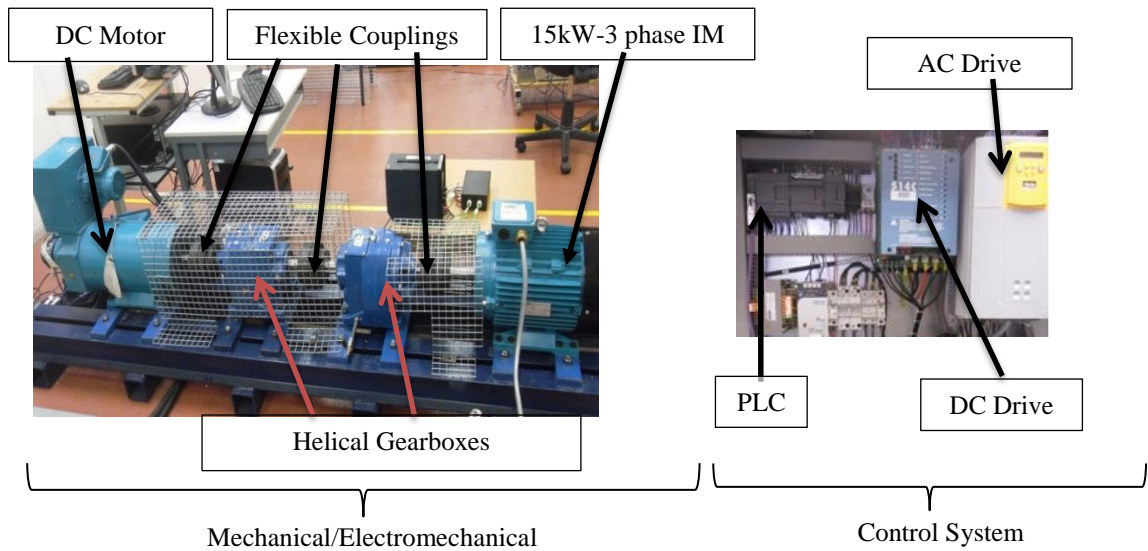 DC Motor
Flexible Couplings
15kW-3 phase IM
AC Drive
PLC
DC Drive
Helical Gearboxes
Mechanical/Electromechanical
Control System